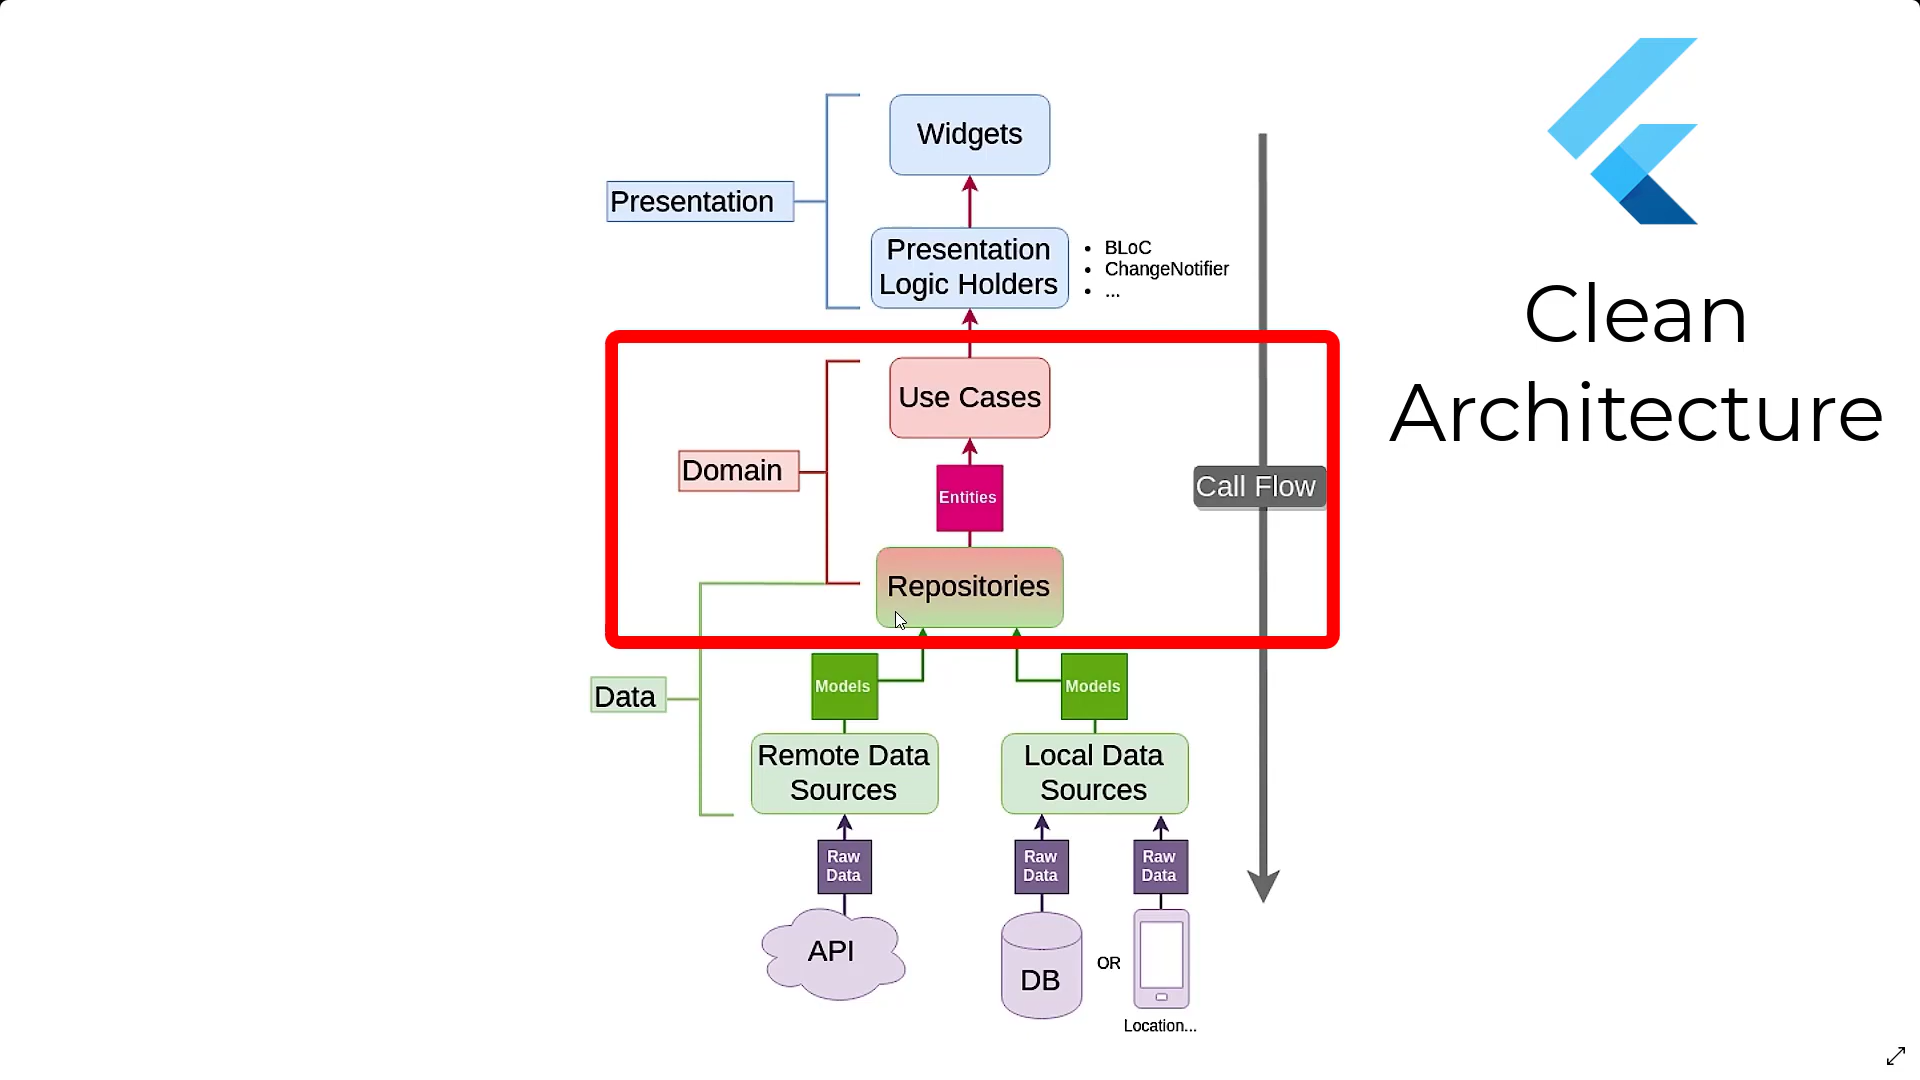 Widgets
Presentation
Presentation
Logic Holders
• BLoC
• ChangeNotifier
• ...
Clean
Architecture
Use Cases
Domain
Entities
Call Flow
Repositories
Data
Models
Models
Remote Data
Sources
Local Data
Sources
Raw
Data
Raw
Data
Raw
Data
API
DB
OR
Location...